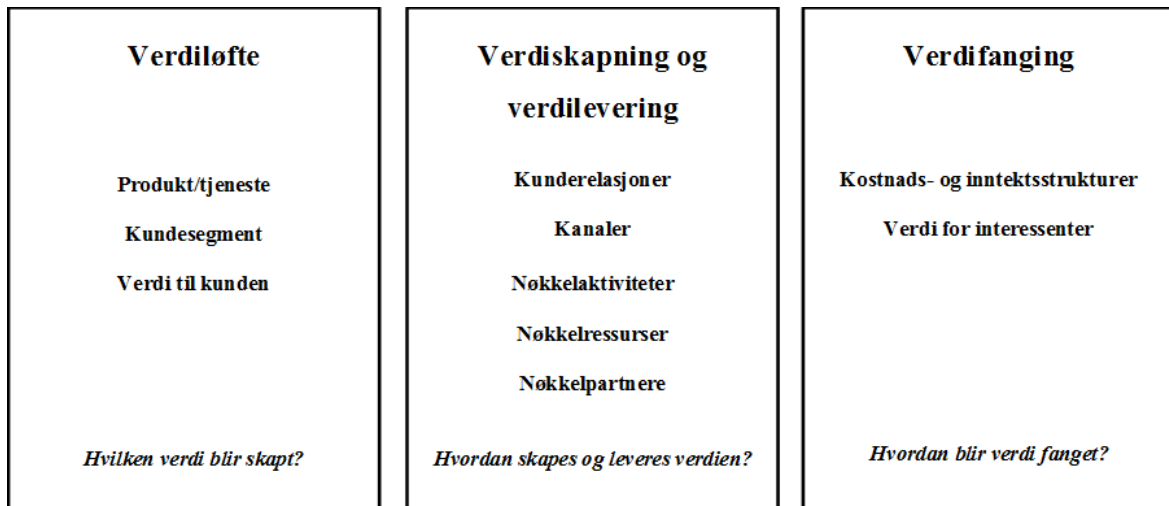 Verdiløfte
Produkt/tjeneste
Kundesegment
Verdi til kunden
Hvilken verdi blir skapt?
Verdiskapning og
verdilevering
Kunderelasjoner
Kanaler
Nøkkelaktiviteter
Nøkkelressurser
Nøkkelpartnere
Hvordan skapes og leveres verdien?
Verdifanging
Kostnads- og inntektsstrukturer
Verdi for interessenter
Hvordan blir verdi fanget?